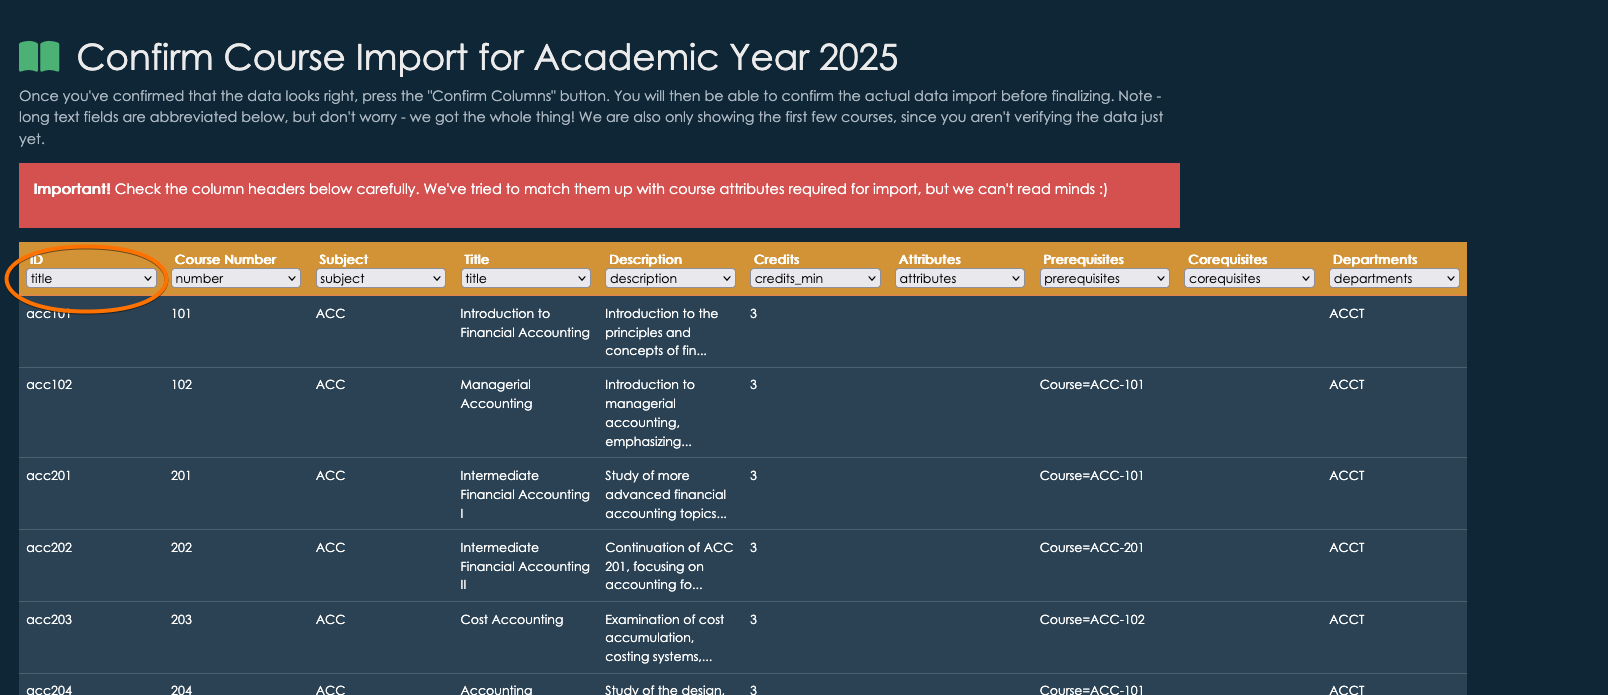 Confirm Course Import for Academic Year 2025
Once you've confirmed that the data looks right, press the "Confirm Columns" button. You will then be able to confirm the actual data import before finalizing. Note -
long text fields are abbreviated below, but don't worry - we got the whole thing! We are also only showing the first few courses, since you aren't verifying the data just
yet.
Important! Check the column headers below carefully. We've tried to match them up with course attributes required for import, but we can't read minds :)
ID Course Number Subject Title Description Credits Attributes Prerequisites Corequisites Departments
title number subject title description credits_min attributes prerequisites corequisites departments
acc101 101 ACC Introduction to Introduction to the 3 ACCT
Financial Accounting principles and
concepts of fin...
acc102 102 ACC Managerial Introduction to 3 Course=ACC-101 ACCT
Accounting managerial
accounting,
emphasizing...
acc201 201 ACC Intermediate Study of more 3 Course=ACC-101 ACCT
Financial Accounting advanced financial
I accounting topics...
acc202 202 ACC Intermediate Continuation of ACC 3 Course=ACC-201 ACCT
Financial Accounting 201, focusing on
II accounting fo...
acc203 203 ACC Cost Accounting Examination of cost 3 Course=ACC-102 ACCT
accumulation,
costing systems,...
acc204 204 ACC Accounting Study of the design, 3 Course=ACC-101 ACCT